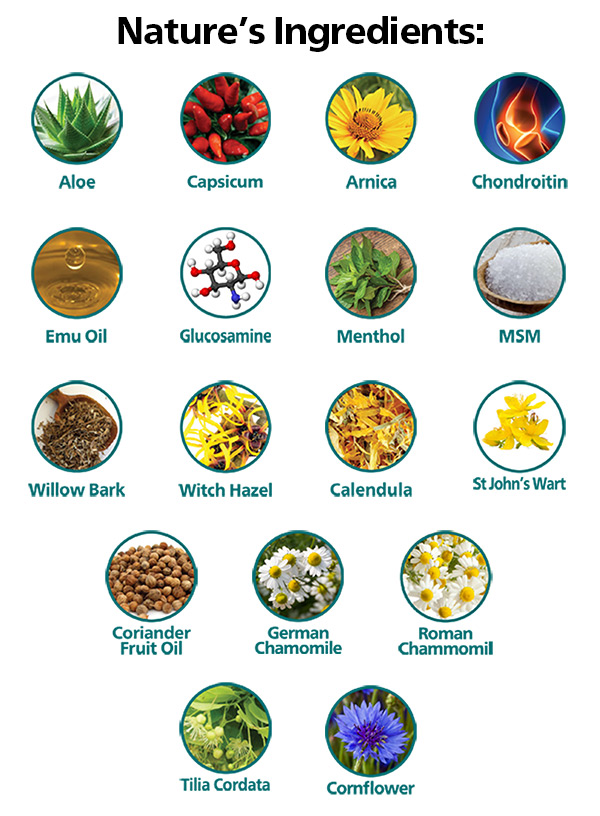 Nature's Ingredients:
Aloe
Capsicum
Arnica
Chondroitin
Emu Oil
Glucosamine
Menthol
MSM
Willow Bark
Witch Hazel
Calendula
St John's Wart
Coriander
Fruit Oil
German
Chamomile
Roman
Chammomil
Tilia Cordata
Cornflower